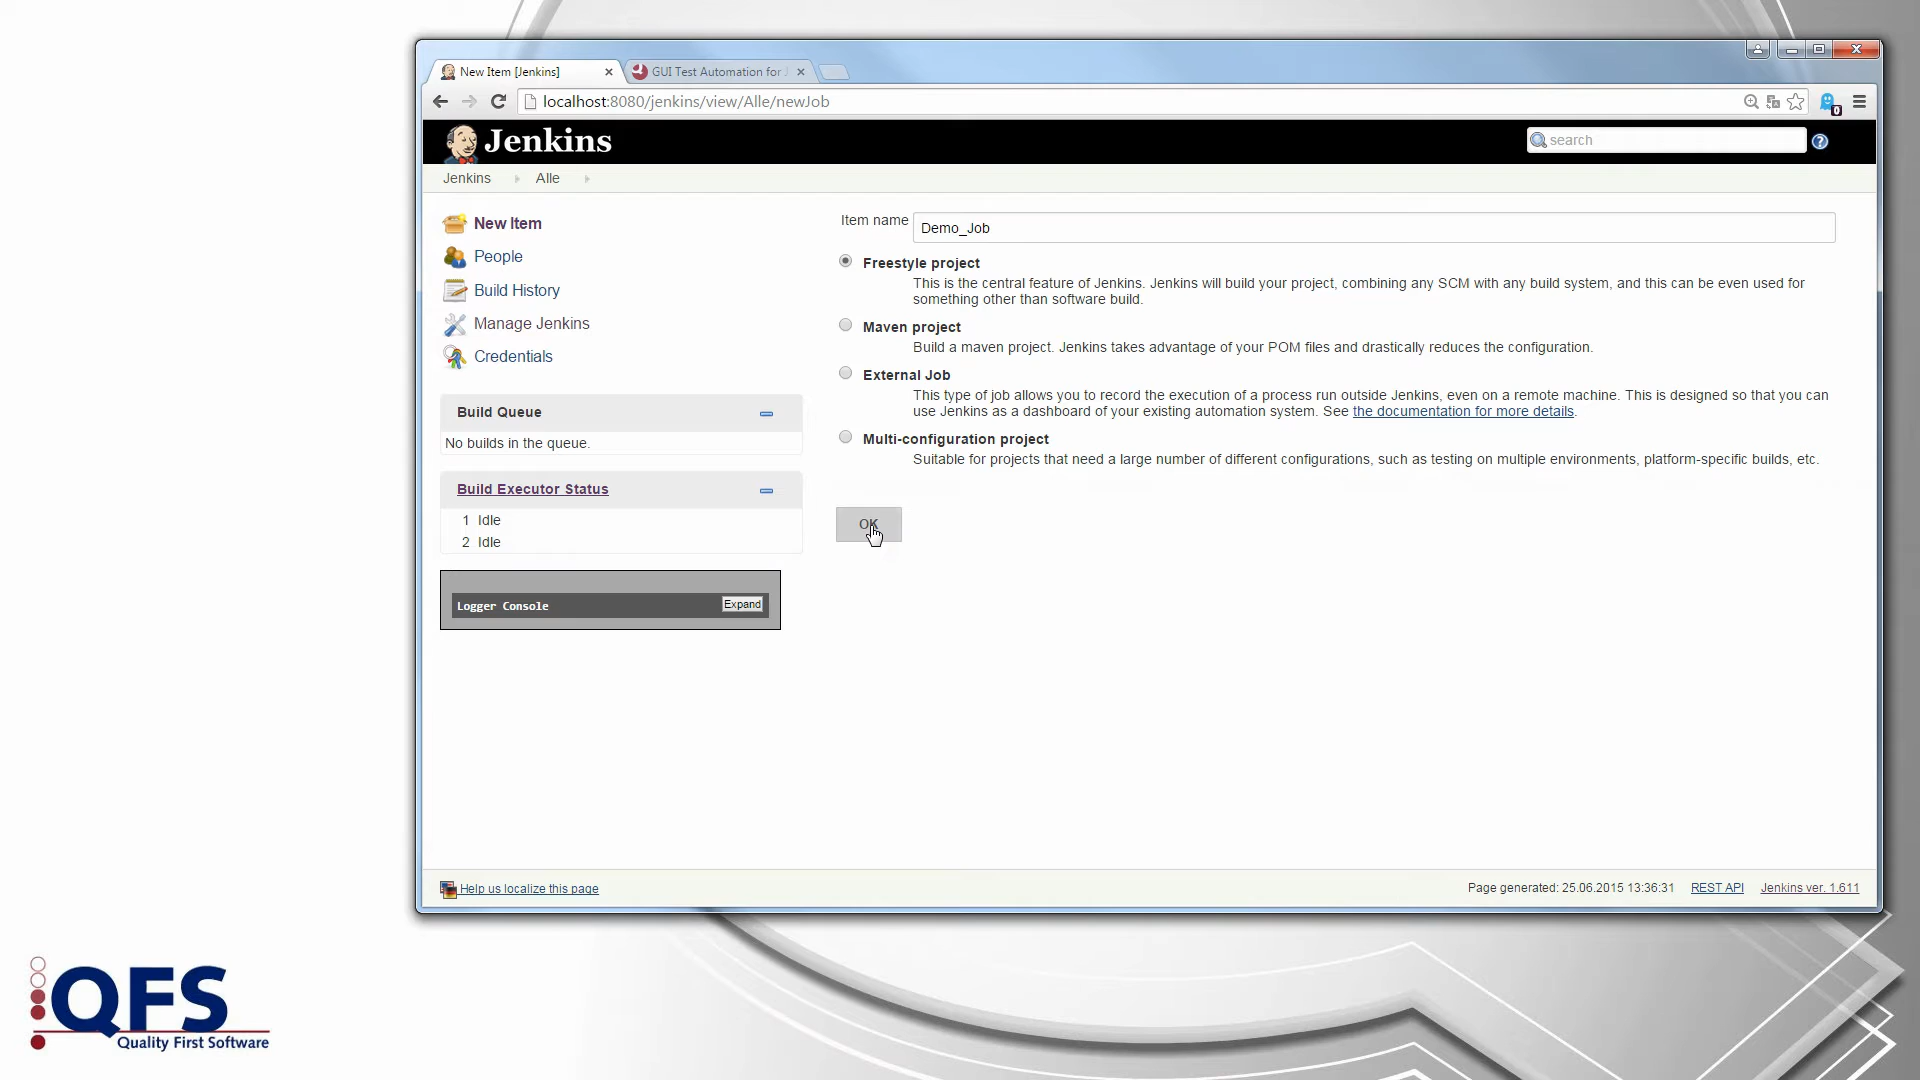 New Item [Jenkins]
GUI Test Automation for J
localhost:8080/jenkins/view/Alle/newJob
0
Jenkins
search
?
Jenkins
Alle
New Item
People
Build History
Manage Jenkins
Credentials
Build Queue
No builds in the queue.
Build Executor Status
1 Idle
2 Idle
Logger Console
Expand
Item name
Demo_Job
Freestyle project
This is the central feature of Jenkins. Jenkins will build your project, combining any SCM with any build system, and this can be even used for
something other than software build.
Maven project
Build a maven project. Jenkins takes advantage of your POM files and drastically reduces the configuration.
External Job
This type of job allows you to record the execution of a process run outside Jenkins, even on a remote machine. This is designed so that you can
use Jenkins as a dashboard of your existing automation system. See the documentation for more details.
Multi-configuration project
Suitable for projects that need a large number of different configurations, such as testing on multiple environments, platform-specific builds, etc.
OK
Help us localize this page
Page generated: 25.06.2015 13:36:31
REST API
Jenkins ver. 1.611
QFS
Quality First Software